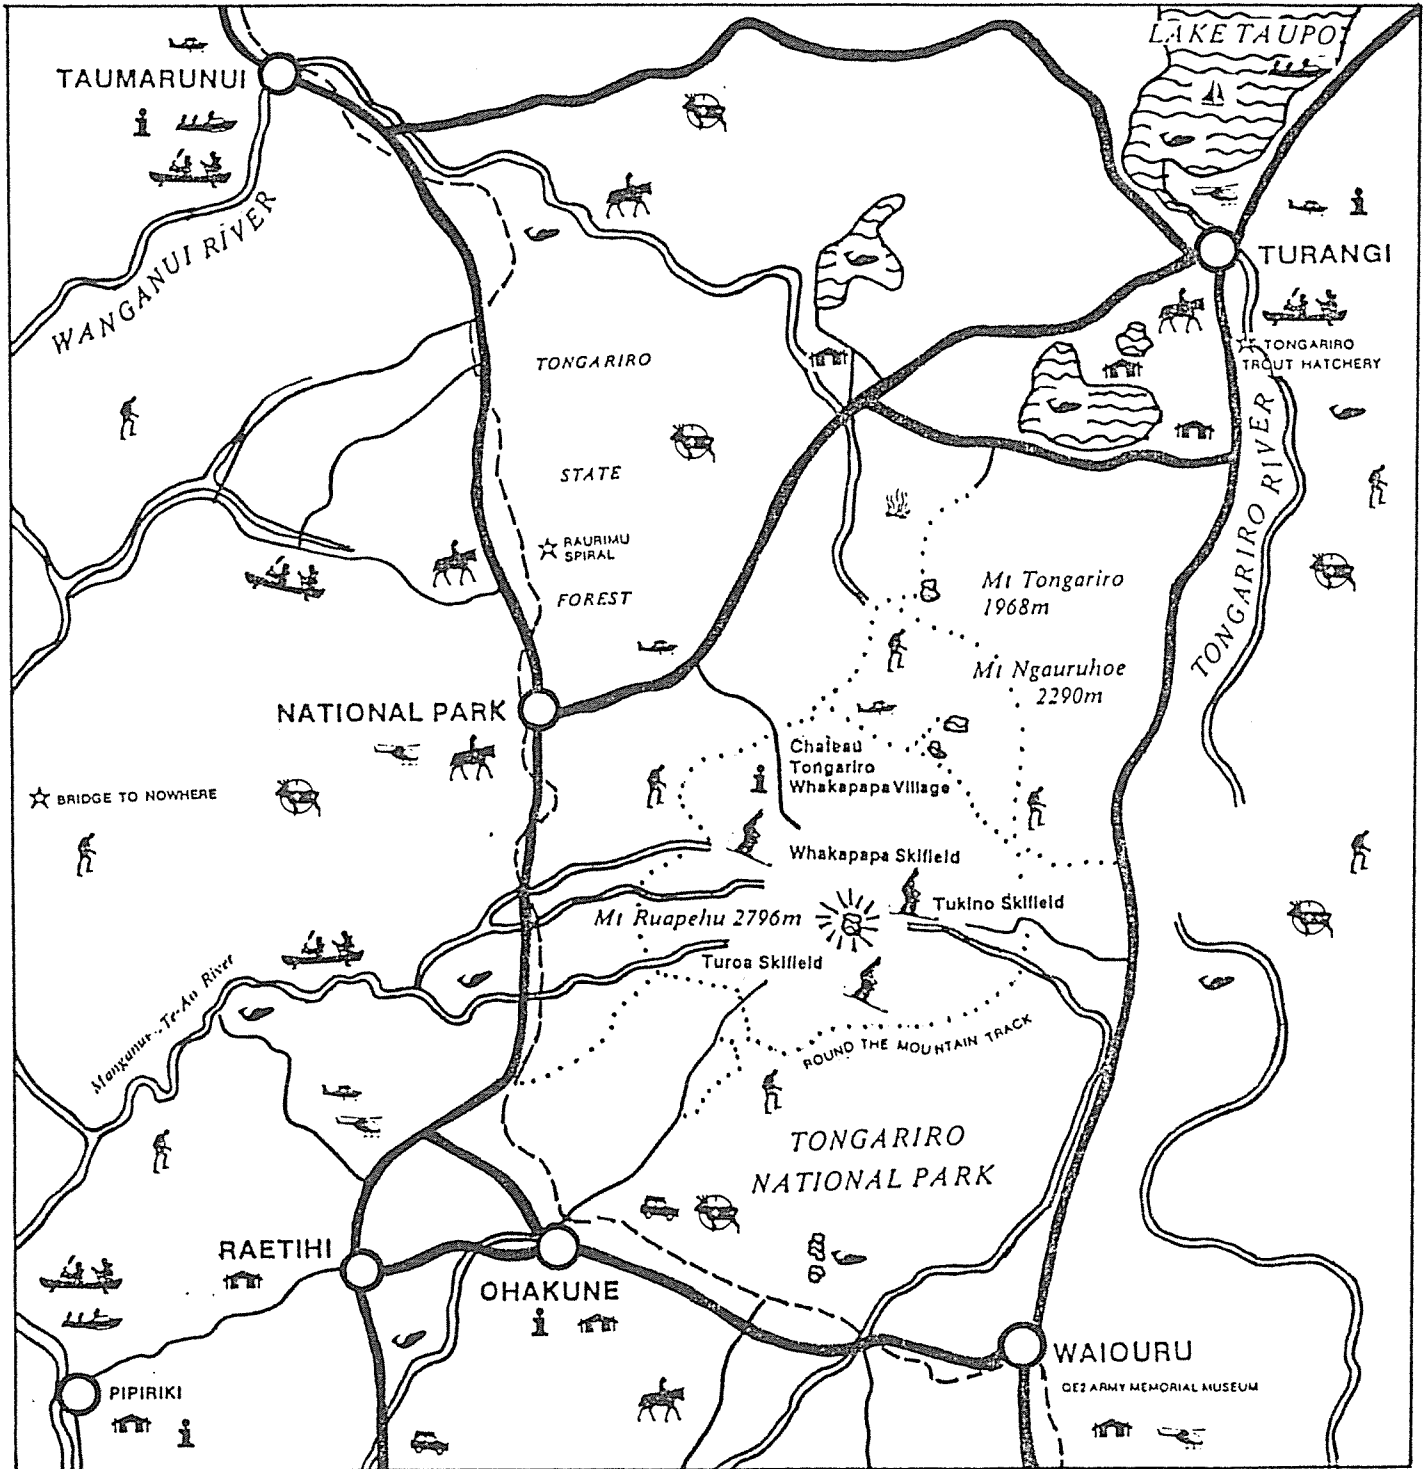 LAKE TAUPO
TAUMARUNUI
WANGANUI RIVER
TURANGI
TONGARIRO
TROUT HATCHERY
TONGARIRO
STATE
FOREST
RAURIMU
SPIRAL
TONGARIRO RIVER
Mt Tongariro
1968m
Mt Ngauruhoe
2290m
NATIONAL PARK
Chateau
Tongariro
Whakapapa Village
BRIDGE TO NOWHERE
Whakapapa Skifield
Tukino Skifield
Mt Ruapehu 2796m
Turoa Skifield
Manganui-Te-Ao River
ROUND THE MOUNTAIN TRACK
TONGARIRO
NATIONAL PARK
RAETIHI
OHAKUNE
WAIOURU
QE2 ARMY MEMORIAL MUSEUM
PIPIRIKI